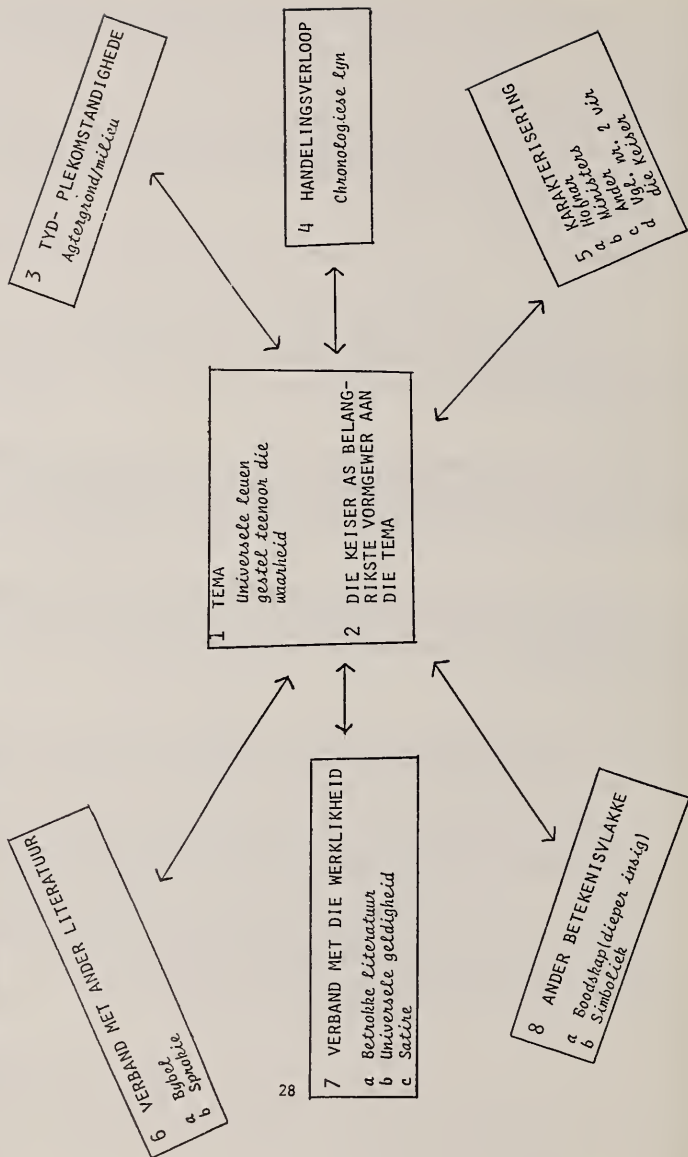 1 TEMA
Universele leuen
gestel teenoor die
waarheid
2 DIE KEISER AS BELANG-
RIKSTE VORMGEWER AAN
DIE TEMA
3 TYD- PLEKOMSTANDIGHEDE
Agtergrond/milieu
4 HANDELINGSVERLOOP
Chronologiese lyn
5 KARAKTERISERING
a Hofnar
b Ministers
c Ander
d Vgl. nr. 2 vir
die Keiser
6 VERBAND MET ANDER LITERATUUR
a Bybel
b Sprokie
7 VERBAND MET DIE WERKLIKHEID
a Betrokke literatuur
b Universele geldigheid
c Satire
8 ANDER BETEKENISVLAKKE
a Boodskap(dieper insig)
b Simboliek
28